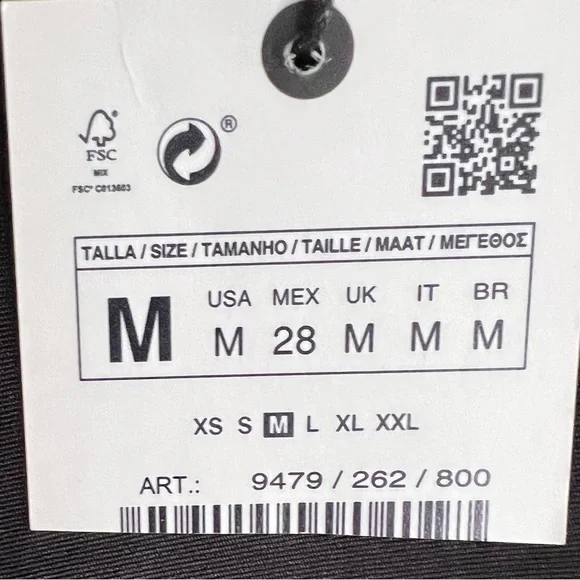 ®
FSC
MIX
FSC® C013603
TALLA / SIZE / TAMANHO / TAILLE / MAAT / ΜΕΓΕΘΟΣ
USA MEX UK IT BR
M M 28 M M M
XS S M L XL XXL
ART.: 9479 / 262 / 800